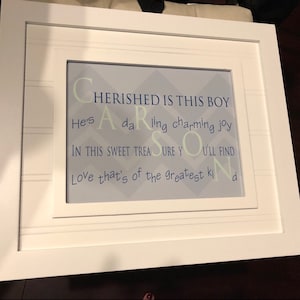 CHERISHED IS THIS BOY
He's A daRling charming joy
IN THIS SWEET TREASURE YOU'LL FIND
Love that's of the greatest kiNd